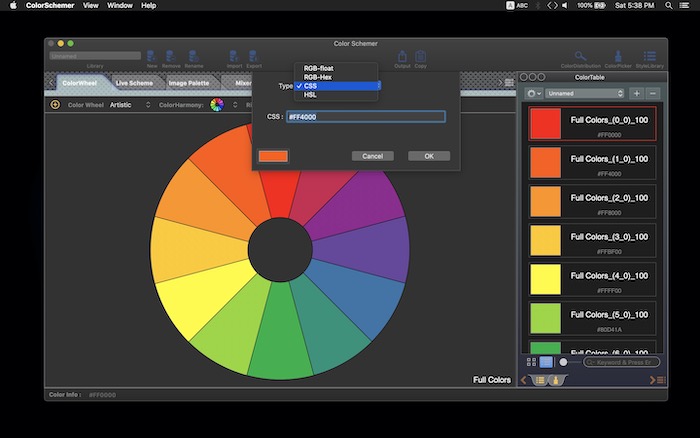 ColorSchemer View Window Help
A ABC 100% Sat 5:38 PM
Color Schemer
Unnamed
Library New Remove Rename Import Export Output Copy ColorDistribution ColorPicker StyleLibrary
ColorWheel Live Scheme Image Palette Mixer
Color Wheel Artistic ColorHarmony:
Type
RGB-float
RGB-Hex
CSS
HSL
CSS : #FF4000
Cancel OK
Full Colors
Color Info : #FF0000
ColorTable
Unnamed
Full Colors_(0_0)_100
#FF0000
Full Colors_(1_0)_100
#FF4000
Full Colors_(2_0)_100
#FF8000
Full Colors_(3_0)_100
#FFBF00
Full Colors_(4_0)_100
#FFFF00
Full Colors_(5_0)_100
#80D41A
Full Colors_(6_0)_100
Keyword & Press En